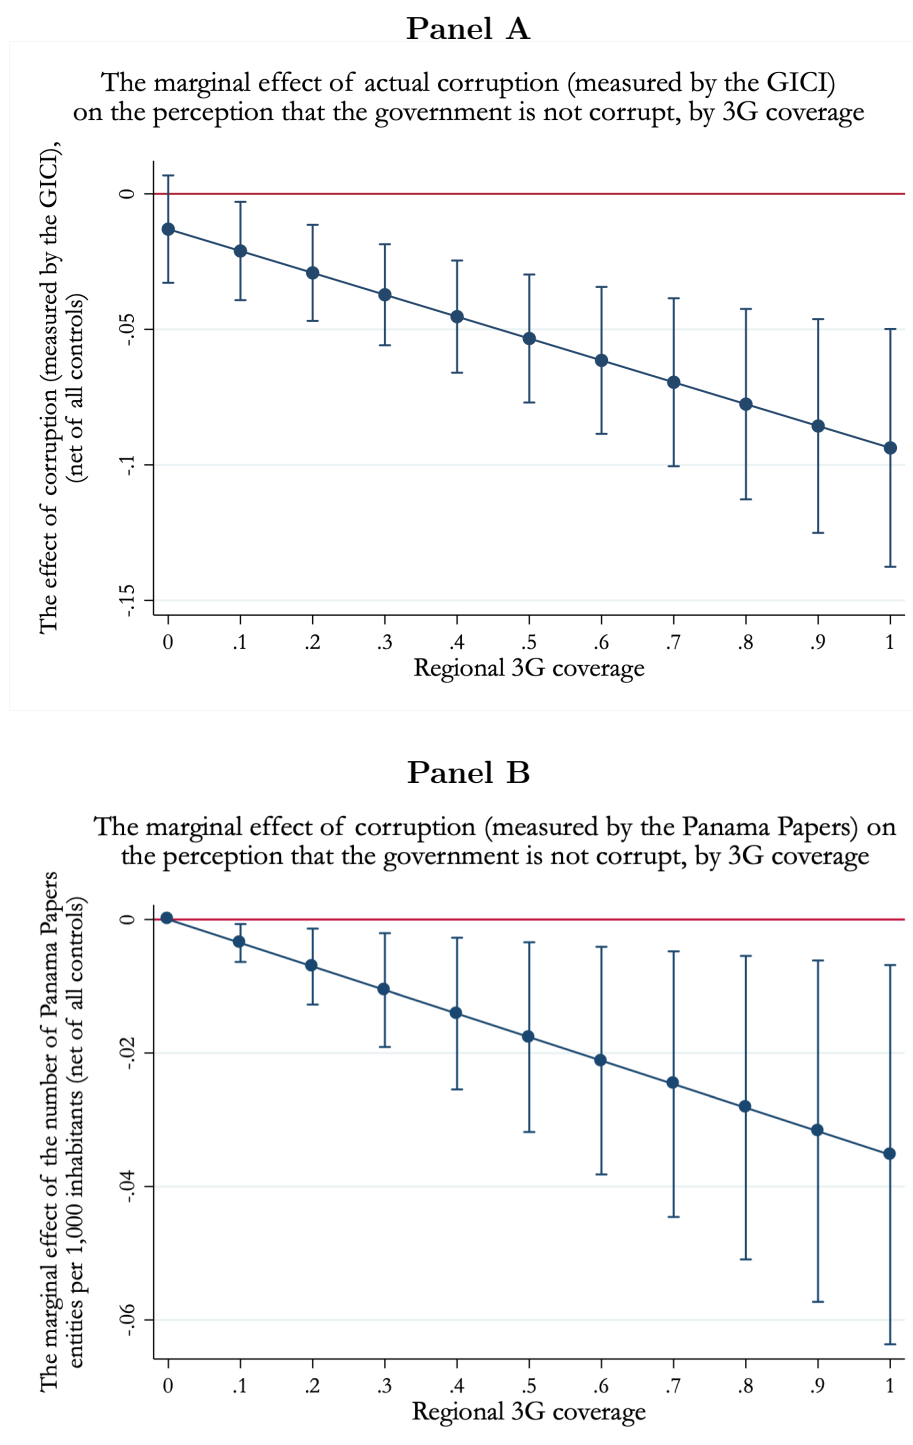 Panel A
The marginal effect of actual corruption (measured by the GICI)
on the perception that the government is not corrupt, by 3G coverage
The effect of corruption (measured by the GICI),
(net of all controls)
0
-.05
-.1
-.15
0 .1 .2 .3 .4 .5 .6 .7 .8 .9 1
Regional 3G coverage
Panel B
The marginal effect of corruption (measured by the Panama Papers) on
the perception that the government is not corrupt, by 3G coverage
The marginal effect of the number of Panama Papers
entities per 1,000 inhabitants (net of all controls)
0
-.02
-.04
-.06
0 .1 .2 .3 .4 .5 .6 .7 .8 .9 1
Regional 3G coverage